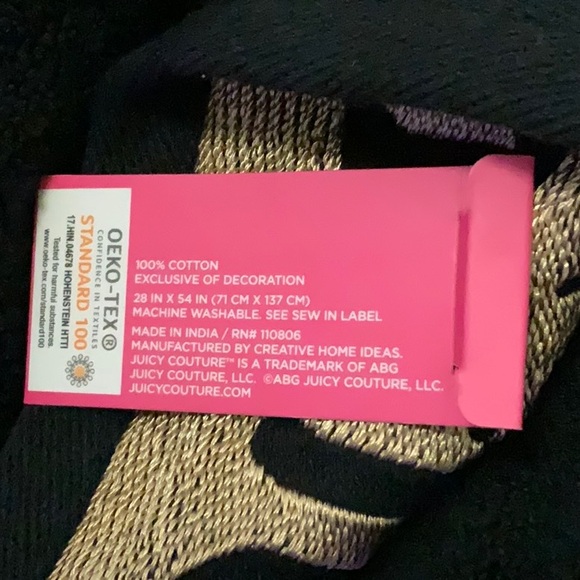 OEKO-TEX®
CONFIDENCE IN TEXTILES
STANDARD 100
17.HIN.04678 HOHENSTEIN HTTI
Tested for harmful substances.
www.oeko-tex.com/standard100
100% COTTON
EXCLUSIVE OF DECORATION
28 IN X 54 IN (71 CM X 137 CM)
MACHINE WASHABLE. SEE SEW IN LABEL
MADE IN INDIA / RN# 110806
MANUFACTURED BY CREATIVE HOME IDEAS.
JUICY COUTURE™ IS A TRADEMARK OF ABG
JUICY COUTURE, LLC. ©ABG JUICY COUTURE, LLC.
JUICYCOUTURE.COM